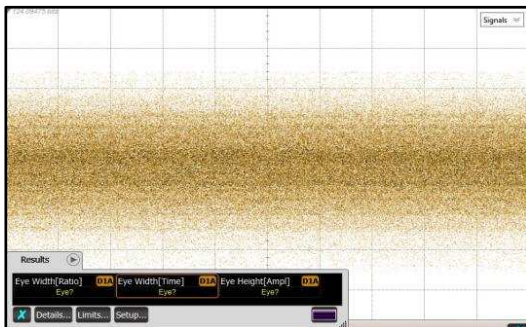 Signals
Results
Eye Width[Ratio] D1A Eye Width[Time] D1A Eye Height[Ampl] D1A
Eye? Eye? Eye?
X Details... Limits... Setup...